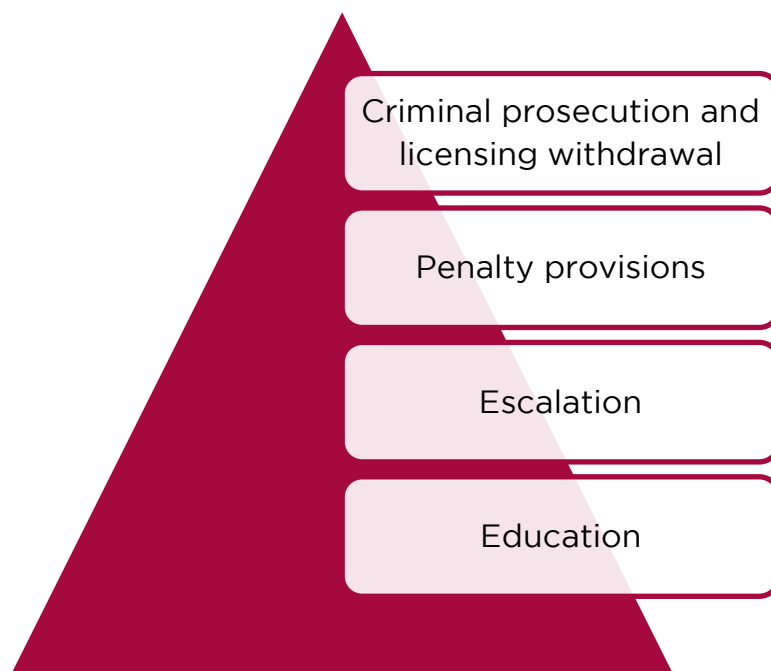 Criminal prosecution and
licensing withdrawal
Penalty provisions
Escalation
Education